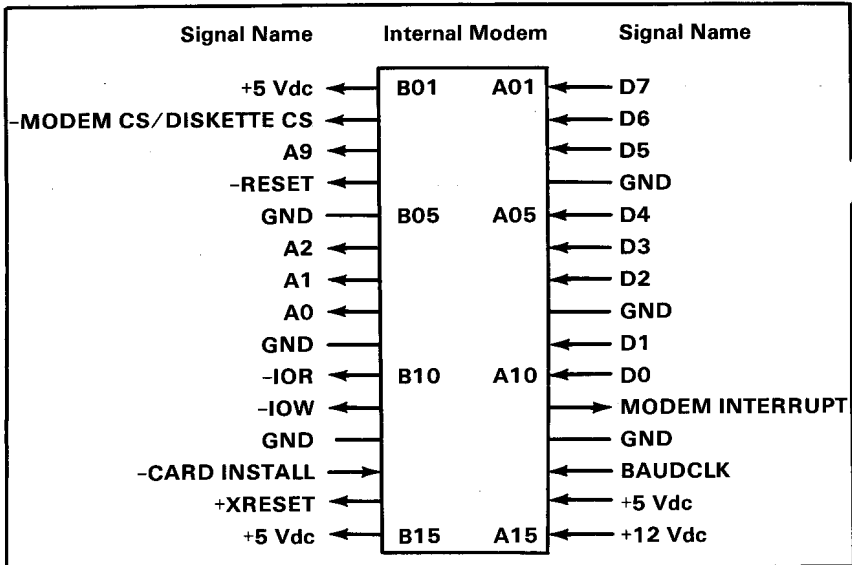 Signal Name Internal Modem Signal Name
+5 Vdc B01 A01 D7
-MODEM CS/DISKETTE CS D6
A9 D5
-RESET GND
GND B05 A05 D4
A2 D3
A1 D2
A0 GND
GND D1
-IOR B10 A10 D0
-IOW MODEM INTERRUPT
GND GND
-CARD INSTALL BAUDCLK
+XRESET +5 Vdc
+5 Vdc B15 A15 +12 Vdc